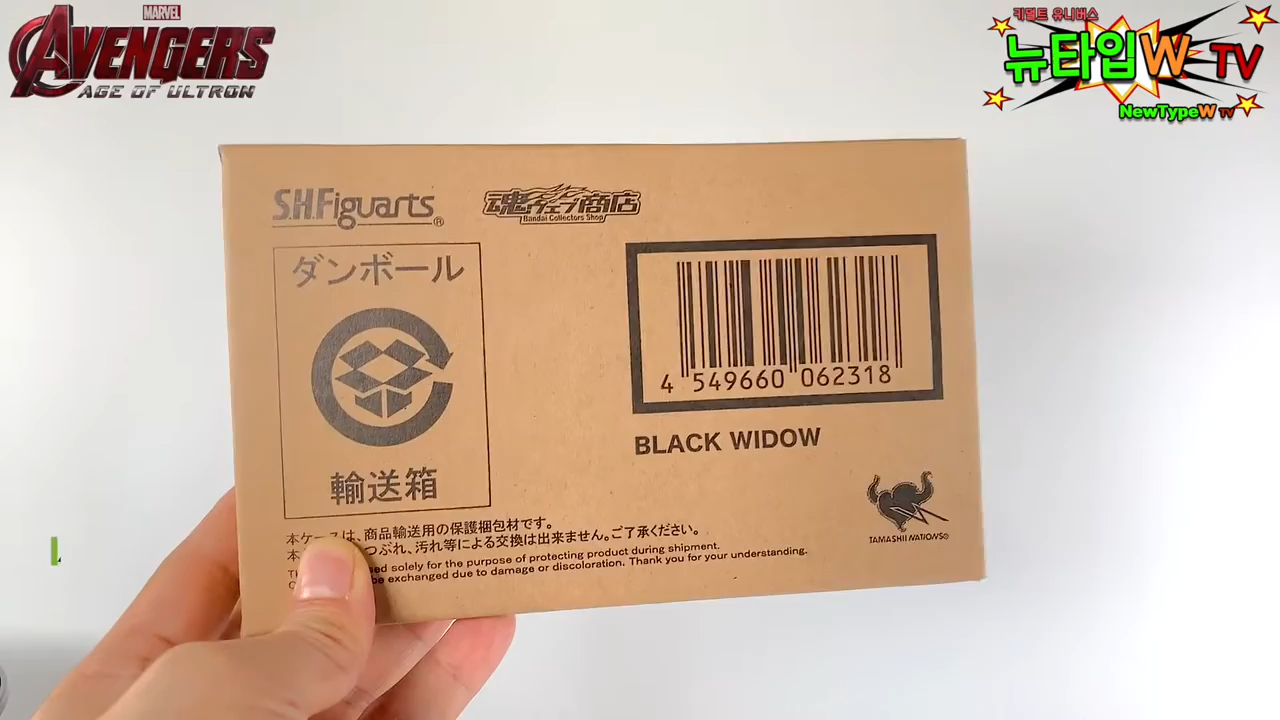 MARVEL
AVENGERS
AGE OF ULTRON
키덜트 유니버스
뉴타입W TV
NewTypeW TV
S.H.Figuarts®
魂ウェブ商店
Bandai Collectors Shop
ダンボール
輸送箱
4 549660 062318
BLACK WIDOW
TAMASHII NATIONS
本ケースは、商品輸送用の保護梱包材です。
本 つぶれ、汚れ等による交換は出来ません。ご了承ください。
solely for the purpose of protecting product during shipment.
be exchanged due to damage or discoloration. Thank you for your understanding.